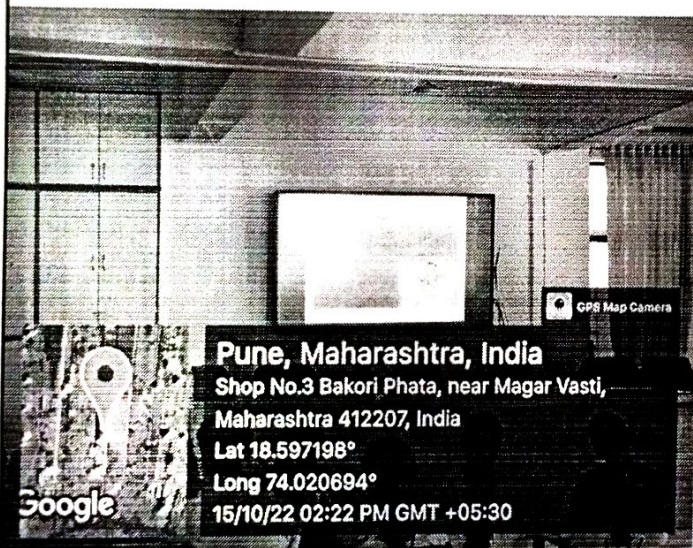 GPS Map Camera
Pune, Maharashtra, India
Shop No.3 Bakori Phata, near Magar Vasti,
Maharashtra 412207, India
Lat 18.597198°
Long 74.020694°
15/10/22 02:22 PM GMT +05:30
Google